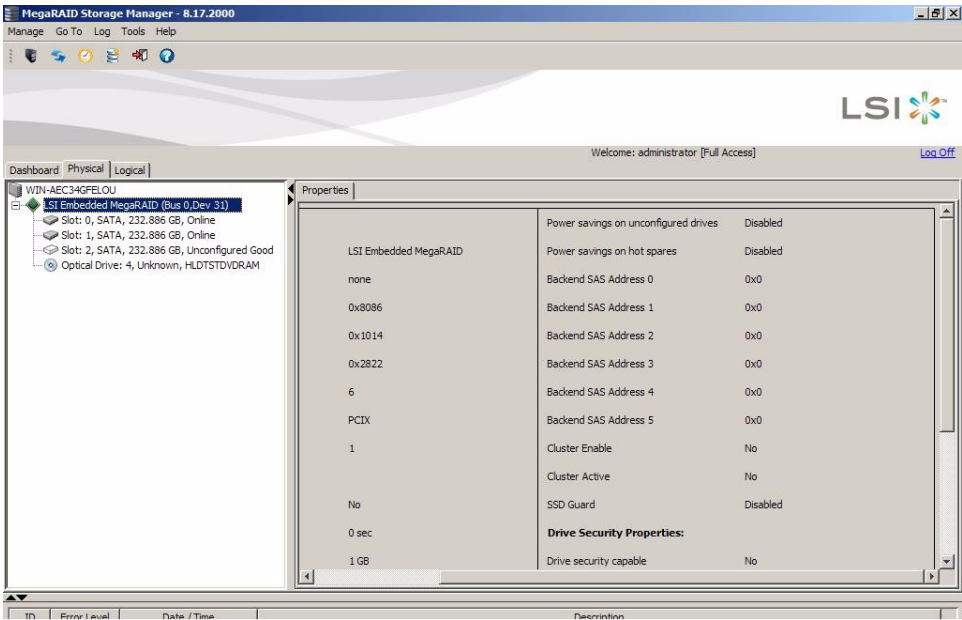 MegaRAID Storage Manager - 8.17.2000
Manage Go To Log Tools Help
LSI
Welcome: administrator [Full Access]
Log Off
Dashboard Physical Logical
WIN-AEC34GFELOU
LSI Embedded MegaRAID (Bus 0,Dev 31)
Slot: 0, SATA, 232.886 GB, Online
Slot: 1, SATA, 232.886 GB, Online
Slot: 2, SATA, 232.886 GB, Unconfigured Good
Optical Drive: 4, Unknown, HLDTSTDVDRAM
Properties
Power savings on unconfigured drives Disabled
LSI Embedded MegaRAID Power savings on hot spares Disabled
none Backend SAS Address 0 0x0
0x8086 Backend SAS Address 1 0x0
0x1014 Backend SAS Address 2 0x0
0x2822 Backend SAS Address 3 0x0
6 Backend SAS Address 4 0x0
PCIX Backend SAS Address 5 0x0
1 Cluster Enable No
Cluster Active No
No SSD Guard Disabled
0 sec Drive Security Properties:
1 GB Drive security capable No
ID Error Level Date / Time Description